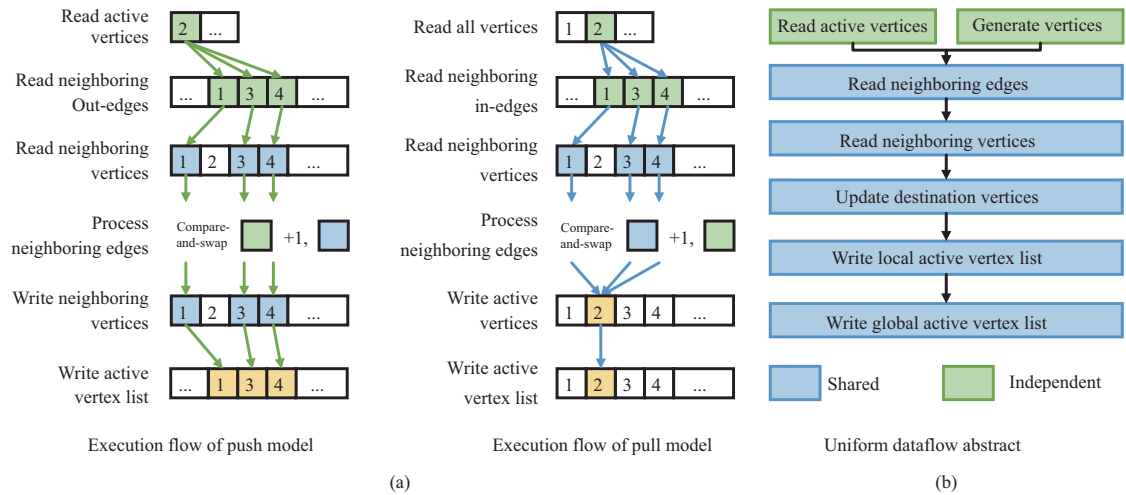 Read active
vertices
2 ...
Read neighboring
Out-edges
... 1 3 4 ...
Read neighboring
vertices
1 2 3 4 ...
Process
neighboring edges
Compare-
and-swap
+1,
Write neighboring
vertices
1 2 3 4 ...
Write active
vertex list
... 1 3 4 ...
Execution flow of push model
Read all vertices
1 2 ...
Read neighboring
in-edges
... 1 3 4 ...
Read neighboring
vertices
1 2 3 4 ...
Process
neighboring edges
Compare-
and-swap
+1,
Write active
vertices
1 2 3 4 ...
Write active
vertex list
1 2 3 4 ...
Execution flow of pull model
(a)
Read active vertices
Generate vertices
Read neighboring edges
Read neighboring vertices
Update destination vertices
Write local active vertex list
Write global active vertex list
Shared
Independent
Uniform dataflow abstract
(b)